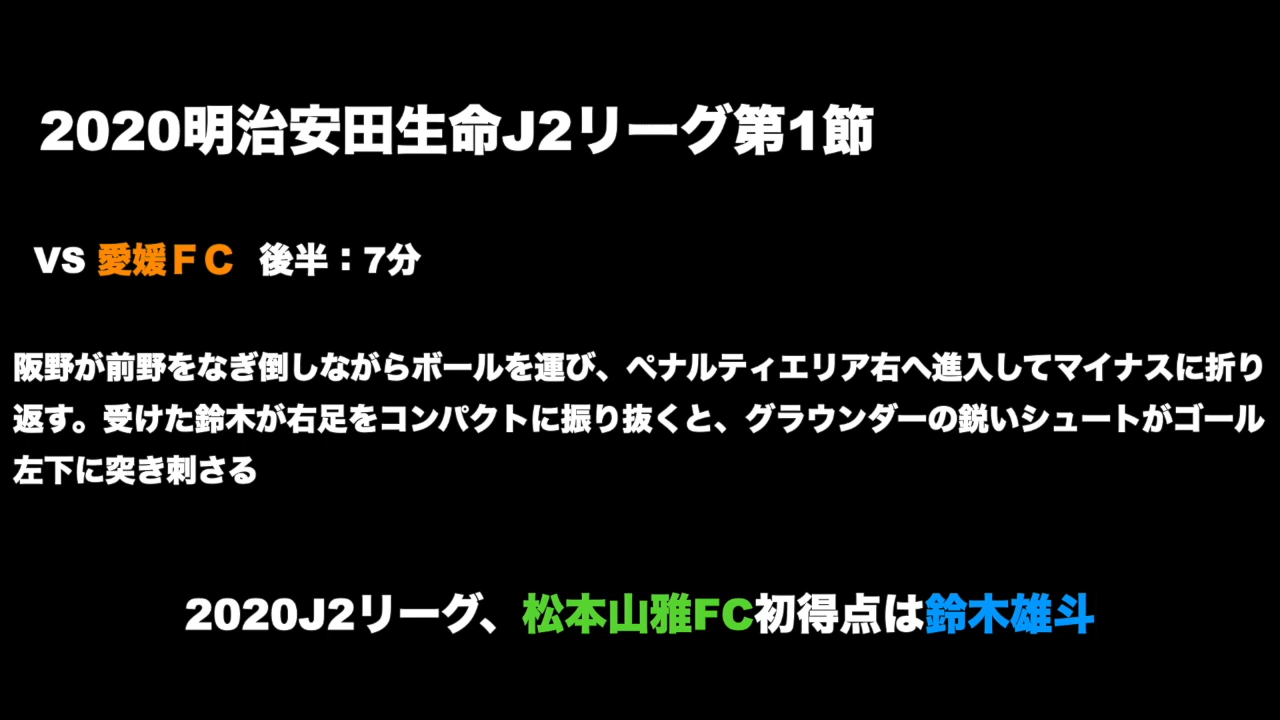 2020明治安田生命J2リーグ第1節
VS 愛媛ＦＣ 後半：7分
阪野が前野をなぎ倒しながらボールを運び、ペナルティエリア右へ進入してマイナスに折り
返す。受けた鈴木が右足をコンパクトに振り抜くと、グラウンダーの鋭いシュートがゴール
左下に突き刺さる
2020J2リーグ、松本山雅FC初得点は鈴木雄斗